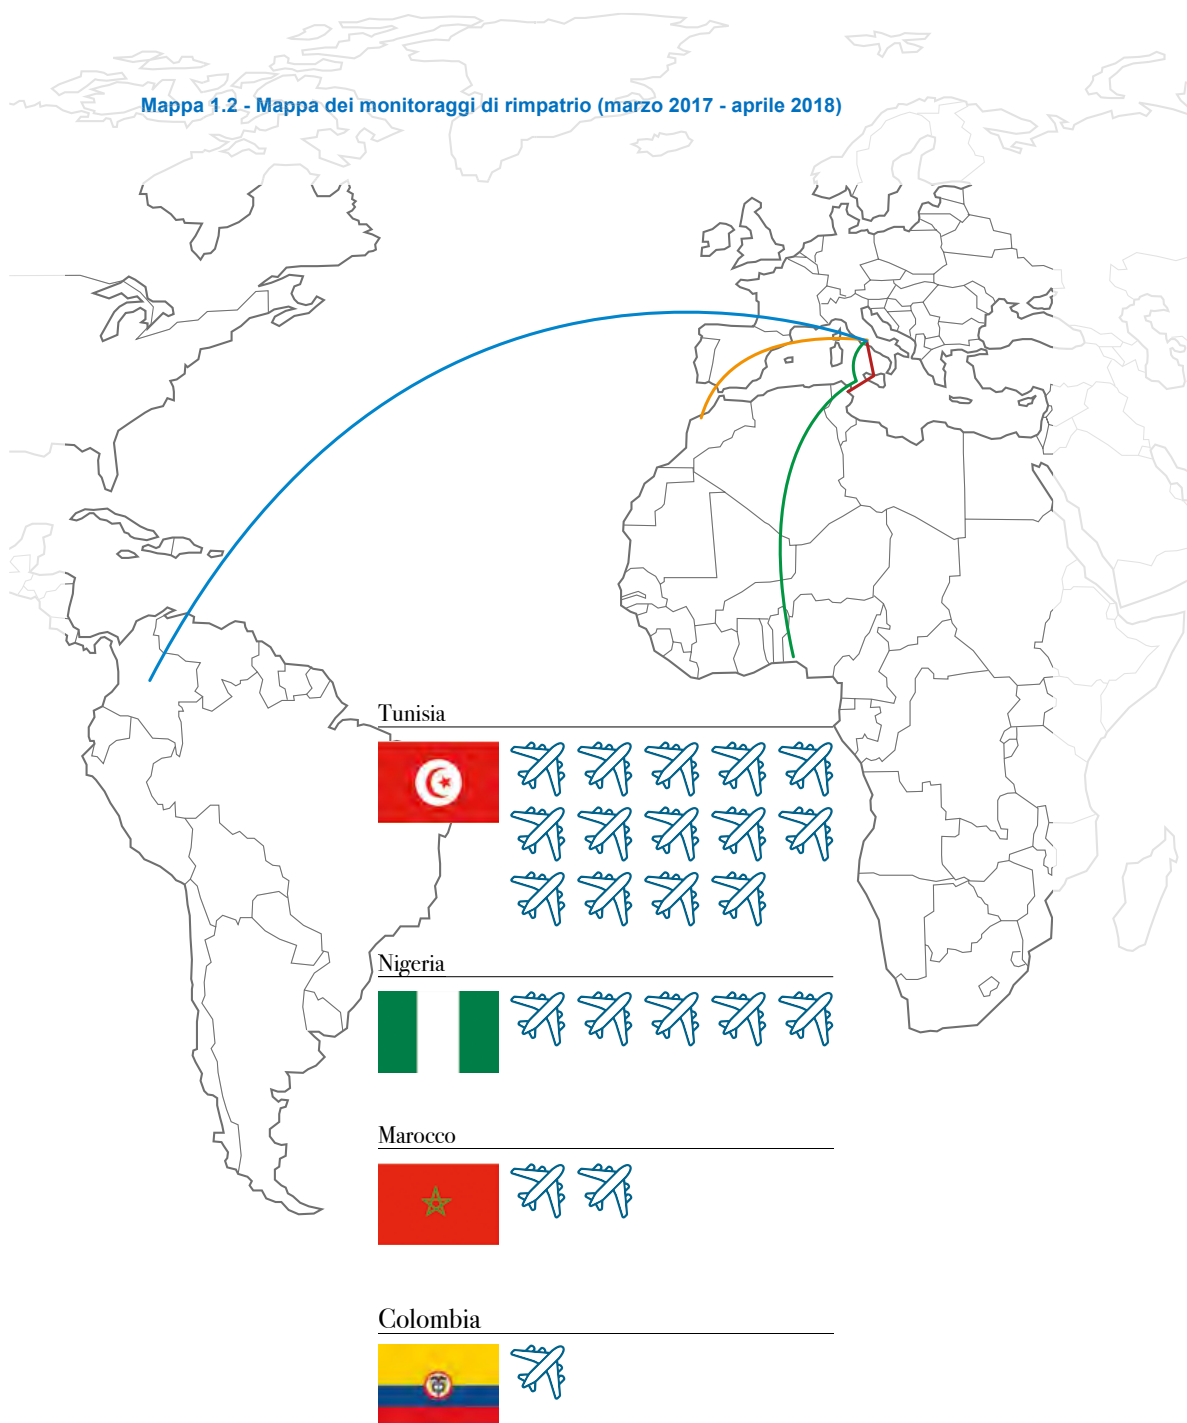 Mappa 1.2 - Mappa dei monitoraggi di rimpatrio (marzo 2017 - aprile 2018)
Tunisia
Nigeria
Marocco
Colombia